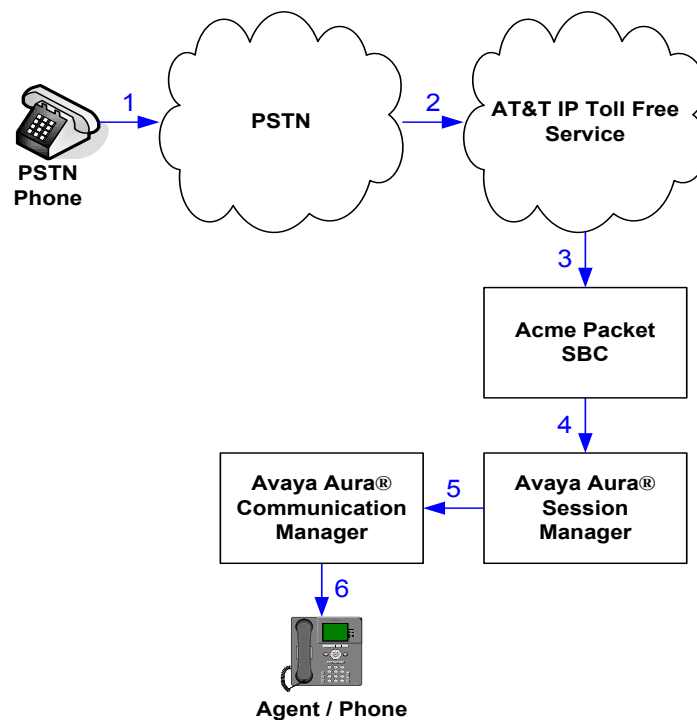 1
PSTN
Phone
PSTN
2
AT&T IP Toll Free
Service
3
Acme Packet
SBC
4
Avaya Aura®
Session
Manager
5
Avaya Aura®
Communication
Manager
6
Agent / Phone